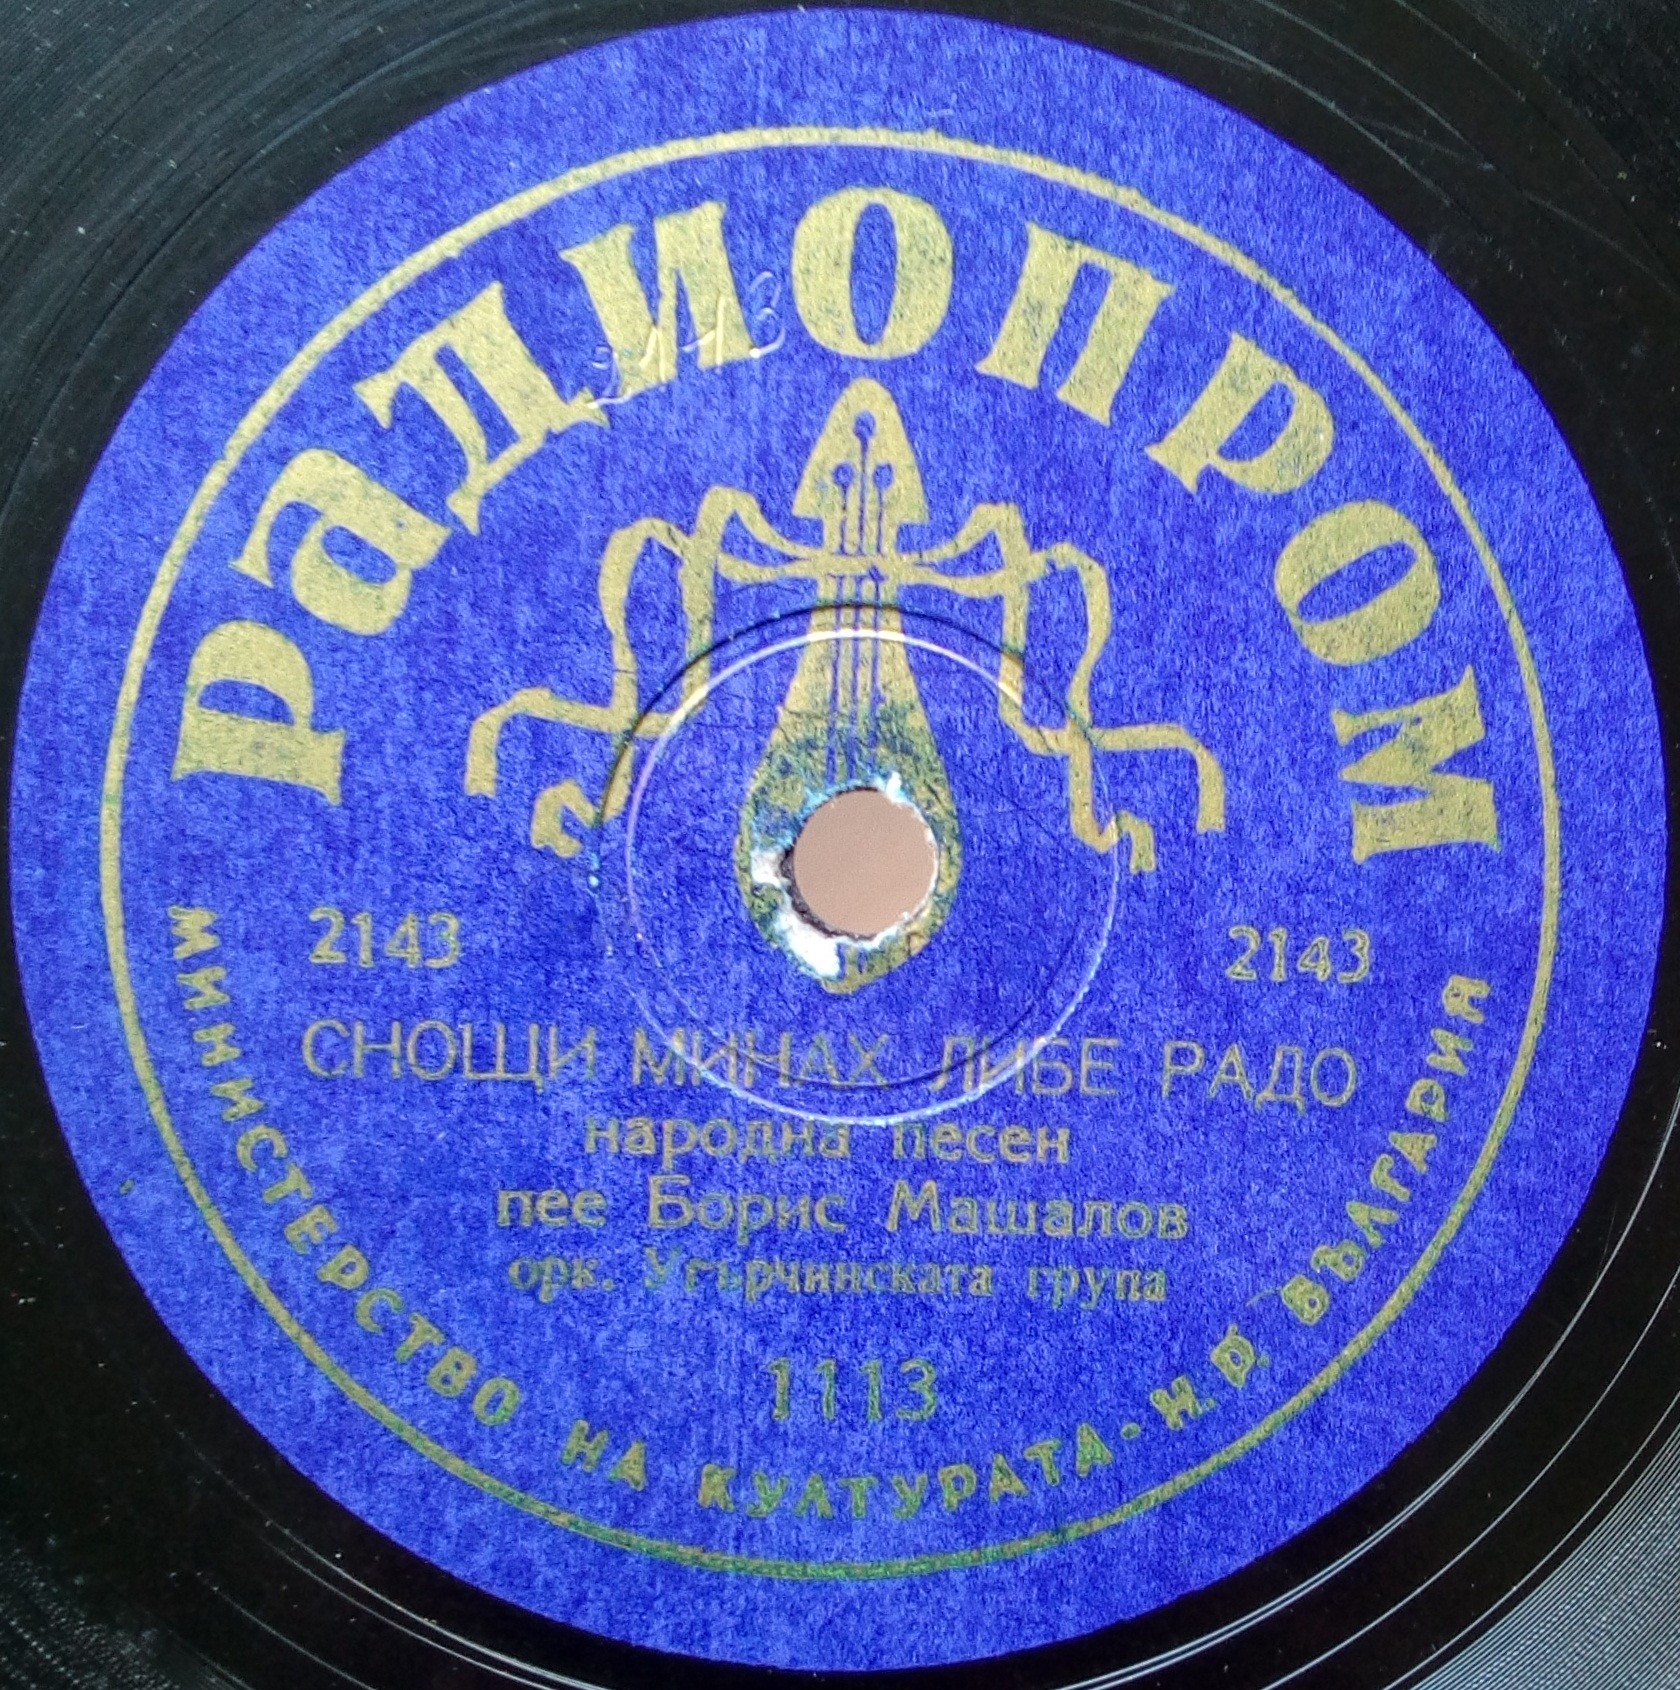 РАДИОПРОМ
2143
2143
2143
СНОЩИ МИНАХ ЛИБЕ РАДО
народна песен
пее Борис Машалов
орк. Угърчинската група
1113
МИНИСТЕРСТВО НА КУЛТУРАТА - Н. Р. БЪЛГАРИЯ